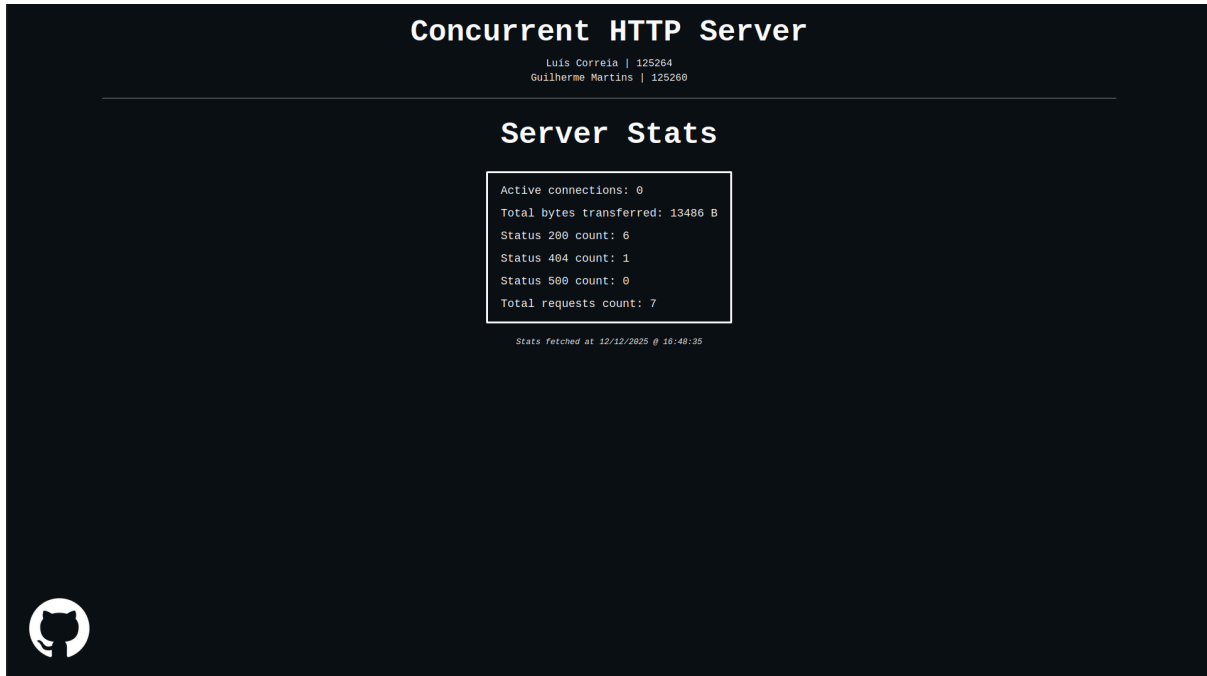 Concurrent HTTP Server
Luís Correia | 125264
Guilherme Martins | 125260
Server Stats
Active connections: 0
Total bytes transferred: 13486 B
Status 200 count: 6
Status 404 count: 1
Status 500 count: 0
Total requests count: 7
Stats fetched at 12/12/2025 @ 16:48:35